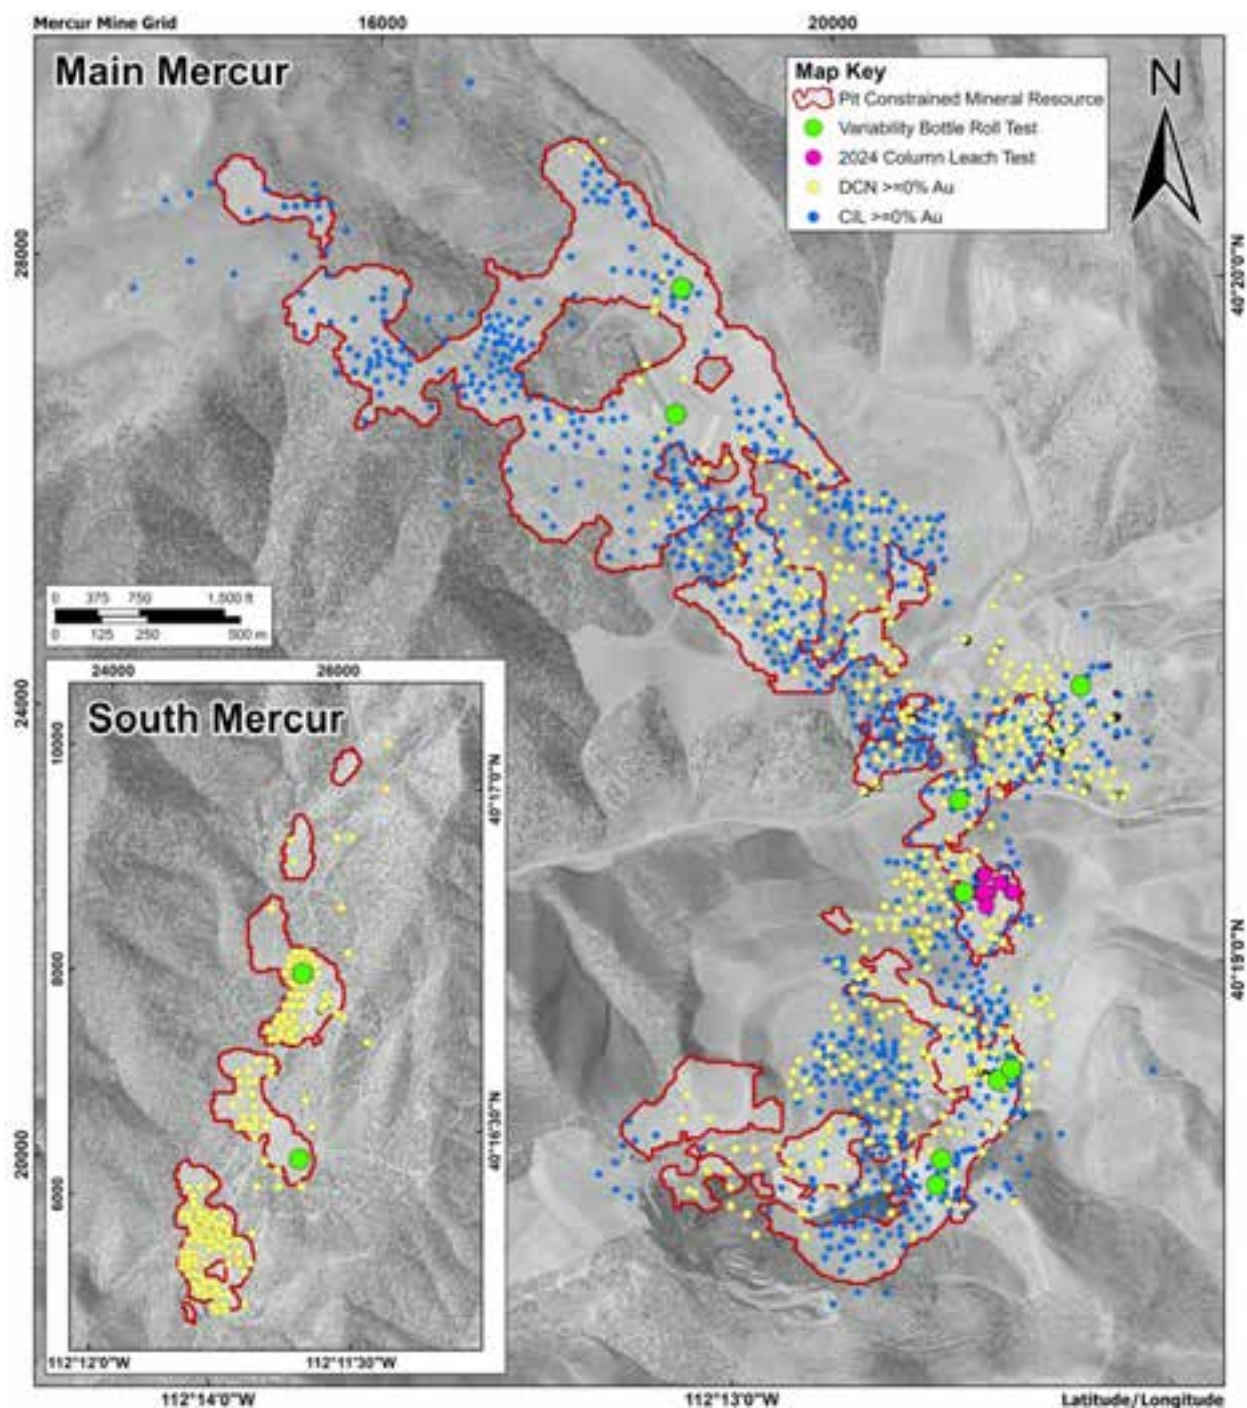 Mercur Mine Grid
16000
20000
Main Mercur
Map Key
Pit Constrained Mineral Resource
Variability Bottle Roll Test
2024 Column Leach Test
DCN >=0% Au
CIL >=0% Au
N
28000
40°20'0"N
0 375 750 1,500 ft
0 125 250 500 m
24000
24000
26000
South Mercur
10000
40°17'0"N
8000
40°19'0"N
40°16'30"N
20000
6000
112°12'0"W
112°11'30"W
112°14'0"W
112°13'0"W
Latitude/Longitude